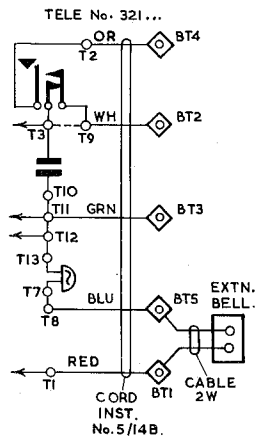 TELE No. 321...
OR
BT4
T2
WH
BT2
T3
T9
T10
T11
GRN
BT3
T12
T13
T7
BLU
BT5
EXTN.
BELL.
T8
RED
T1
BT1
CABLE
2W
CORD
INST.
No.5/14B.